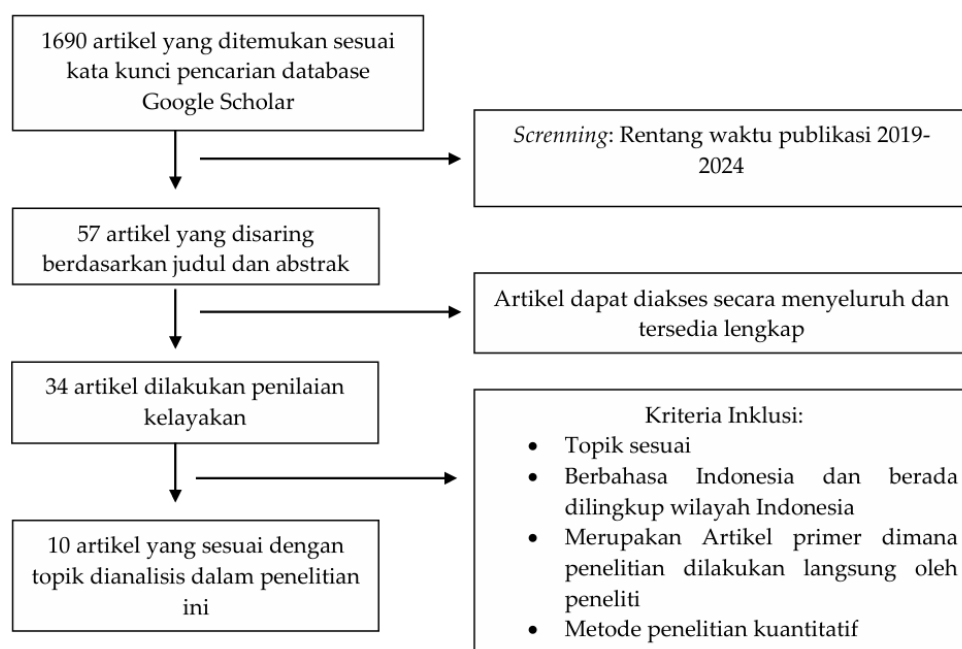 1690 artikel yang ditemukan sesuai
kata kunci pencarian database
Google Scholar
Screnning: Rentang waktu publikasi 2019-
2024
57 artikel yang disaring
berdasarkan judul dan abstrak
Artikel dapat diakses secara menyeluruh dan
tersedia lengkap
34 artikel dilakukan penilaian
kelayakan
Kriteria Inklusi:
• Topik sesuai
• Berbahasa Indonesia dan berada
dilingkup wilayah Indonesia
• Merupakan Artikel primer dimana
penelitian dilakukan langsung oleh
peneliti
• Metode penelitian kuantitatif
10 artikel yang sesuai dengan
topik dianalisis dalam penelitian
ini